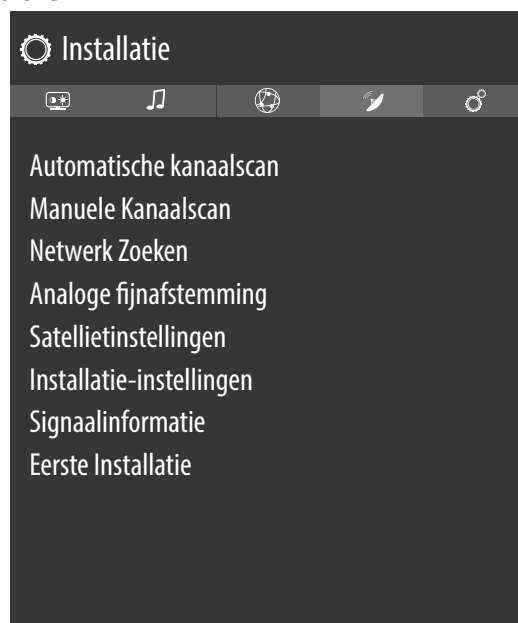 Installatie
Automatische kanaalscan
Manuele Kanaalscan
Netwerk Zoeken
Analoge fijnafstemming
Satellietinstellingen
Installatie-instellingen
Signaalinformatie
Eerste Installatie